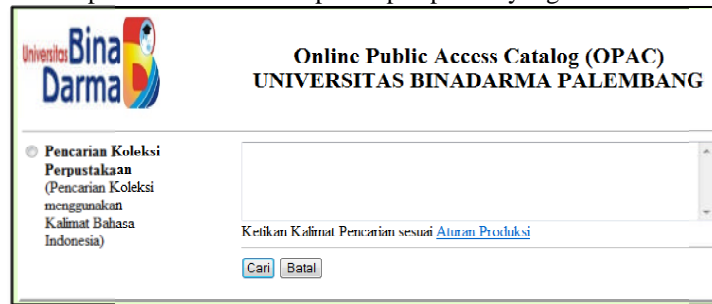 Universitas Bina
Darma
Online Public Access Catalog (OPAC)
UNIVERSITAS BINADARMA PALEMBANG
Pencarian Koleksi
Perpustakaan
(Pencarian Koleksi
menggunakan
Kalimat Bahasa
Indonesia)
Ketikan Kalimat Pencarian sesuai Aturan Produksi
Cari Batal